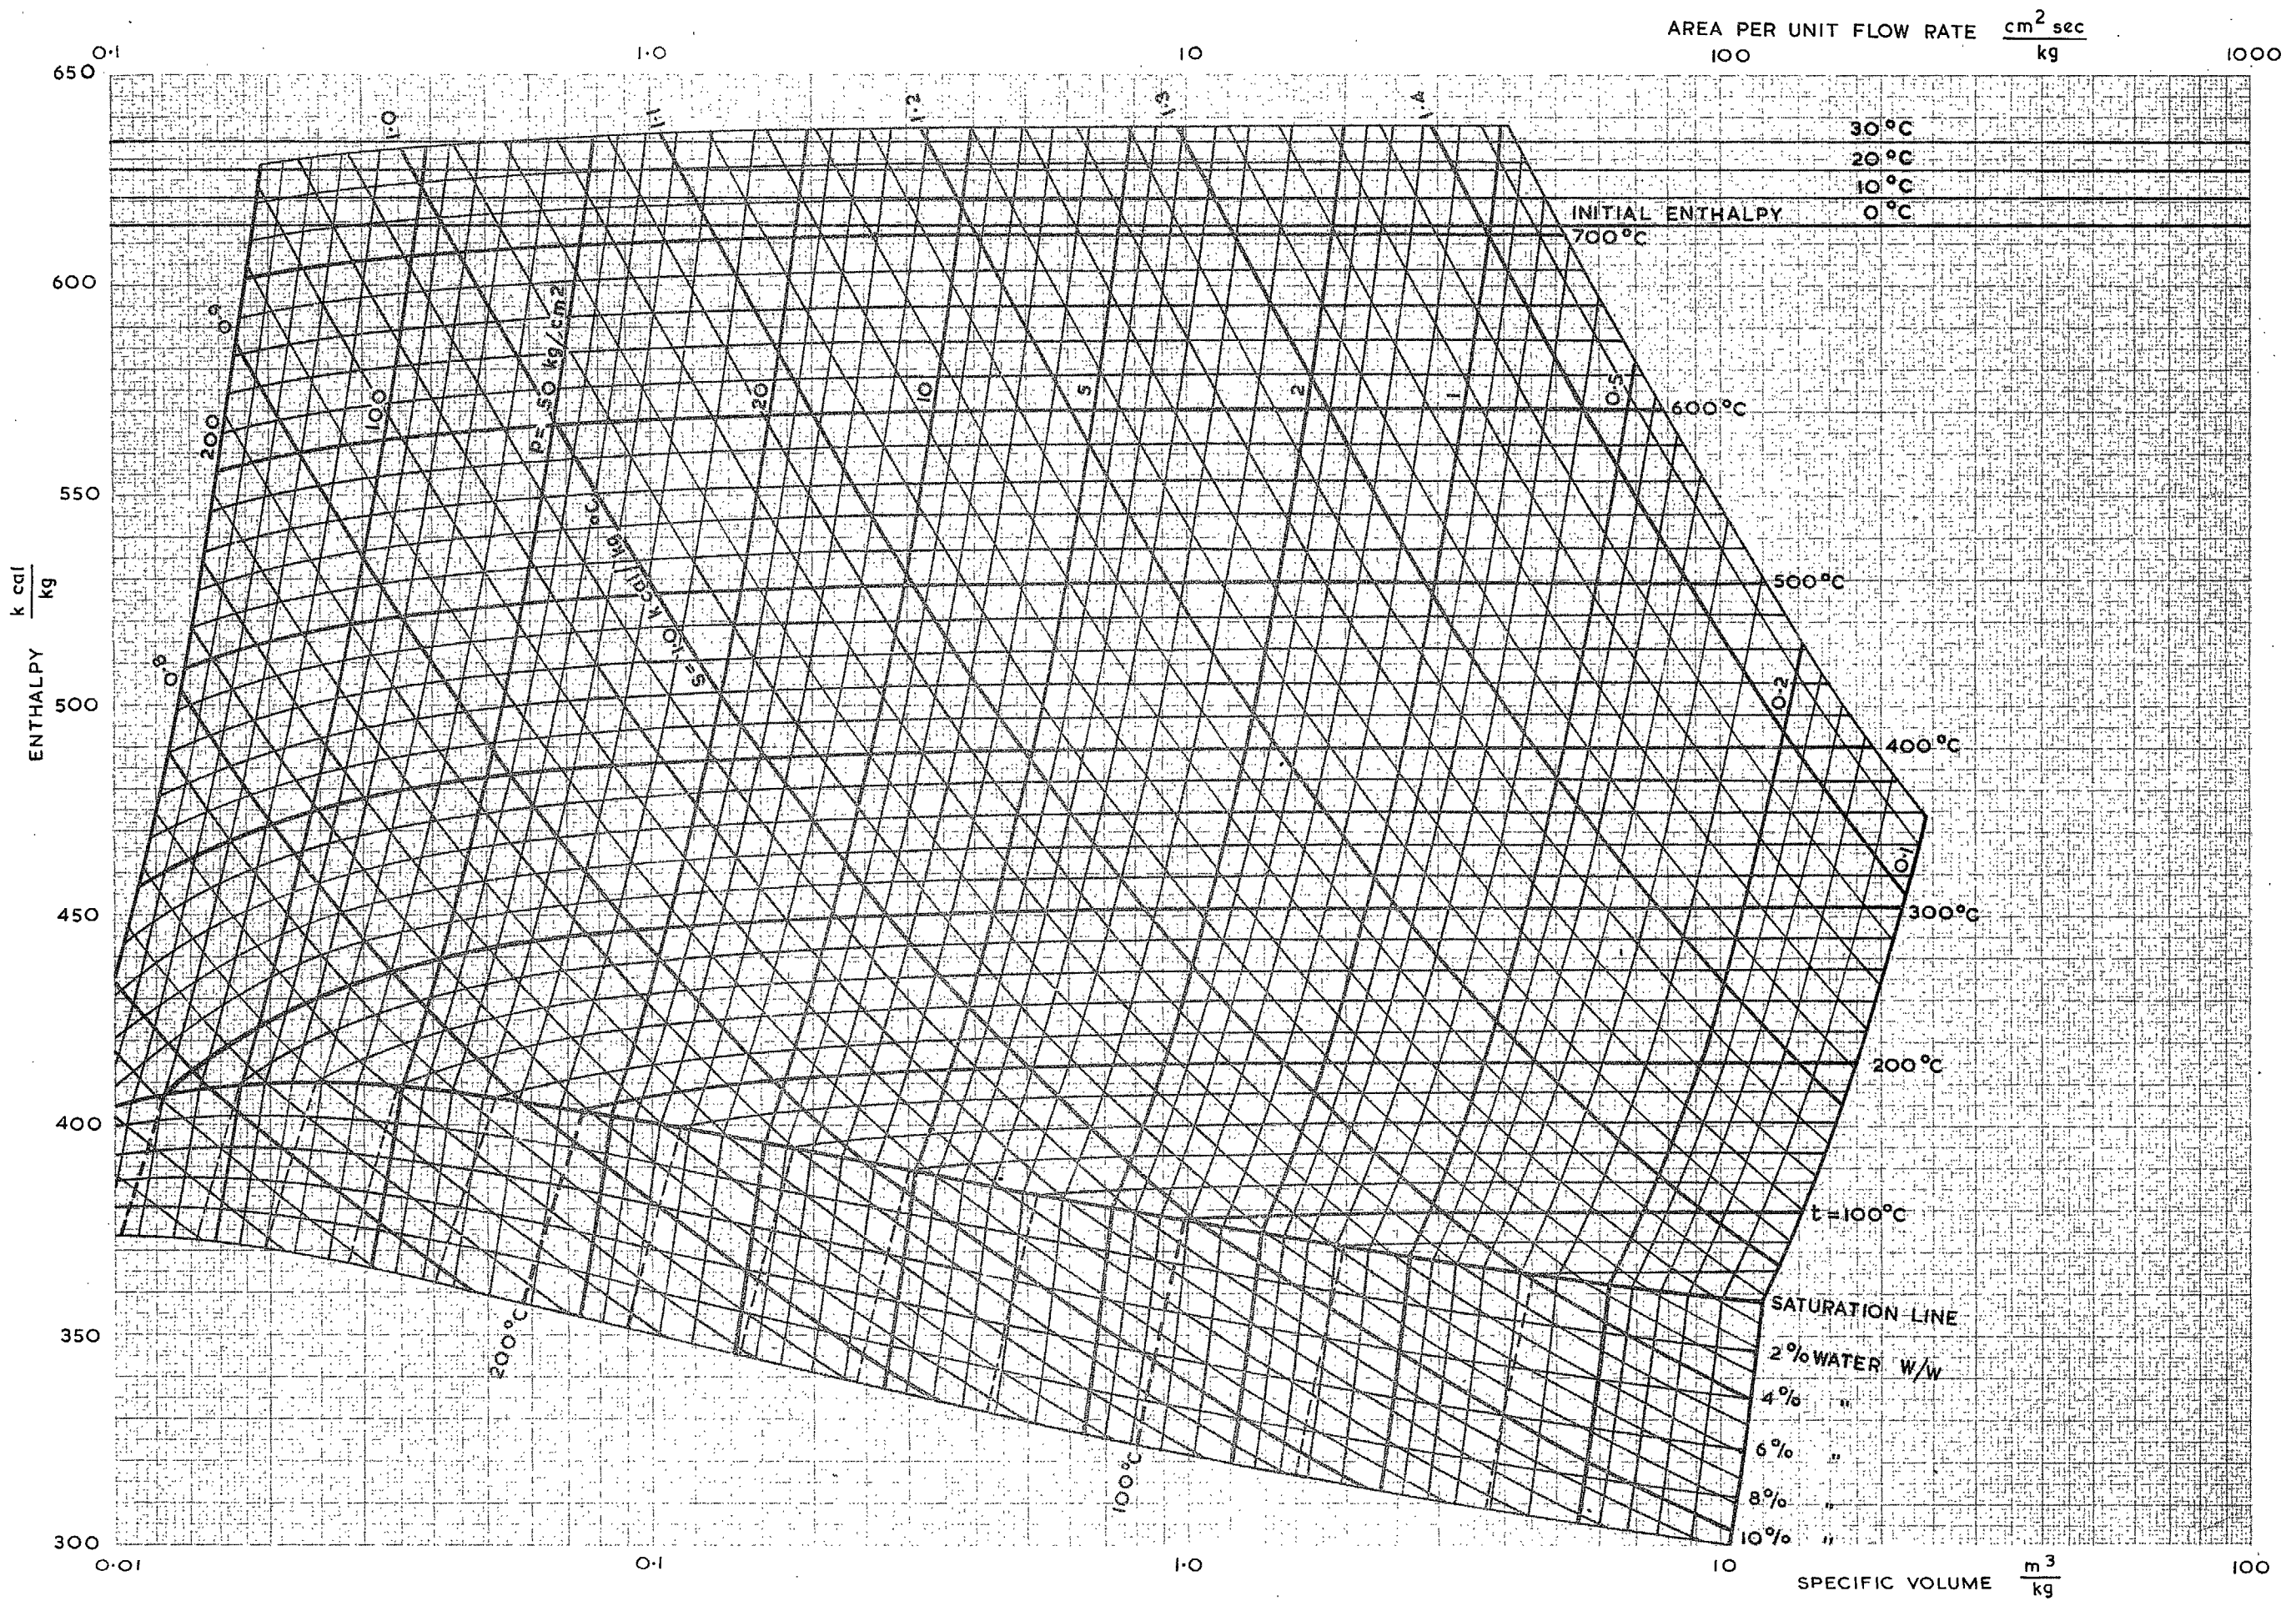 AREA PER UNIT FLOW RATE cm² sec / kg
0·1 1·0 10 100 1000
650
600
550
500
450
400
350
300
ENTHALPY k cal / kg
1·0 1·1 1·2 1·3 1·4
30°C
20°C
10°C
INITIAL ENTHALPY 0°C
700°C
0·9
0·8
200 100 P= 50 kg/cm2 20 10 5 2 1 0·5
600°C
s=1·0 k cal/kg °C
500°C
0·2
400°C
0·1
300°C
200°C
t=100°C
SATURATION LINE
2% WATER W/W
4% "
6% "
8% "
10% "
200°C
100°C
0·01 0·1 1·0 10 100
SPECIFIC VOLUME m³ / kg